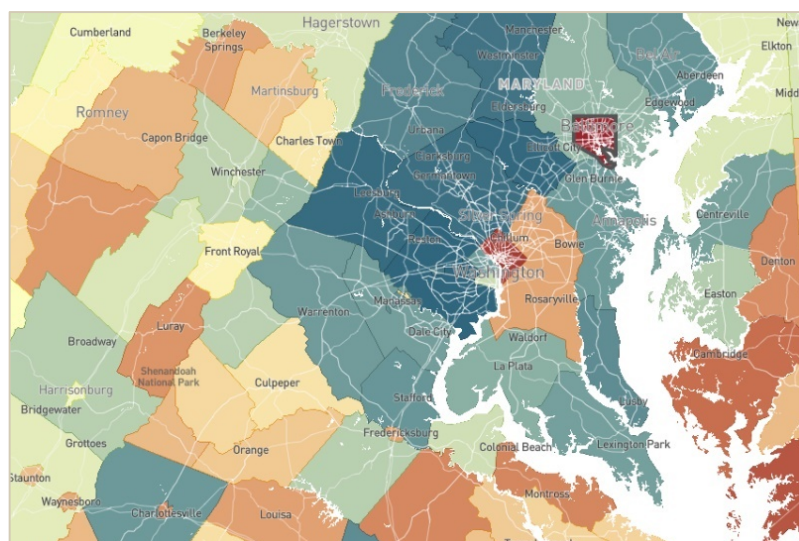 Hagerstown
Cumberland
Berkeley
Springs
Manchester
New
Westminster
Bel Air
Elkton
Aberdeen
MARYLAND
Martinsburg
Frederick
Midd
Romney
Eldersburg
Edgewood
Capon Bridge
Charles Town
Urbana
Baltimore
Ellicott City
Clarksburg
Germantown
Winchester
Glen Burnie
Leesburg
Ashburn
Silver Spring
Annapolis
Centreville
Reston
Adelphi
Bowie
Front Royal
Washington
Denton
Easton
Warrenton
Manassas
Rosaryville
Luray
Dale City
Waldorf
Broadway
Cambridge
Shenandoah
National Park
La Plata
Culpeper
Harrisonburg
Stafford
Lusby
Bridgewater
Fredericksburg
Grottoes
Orange
Colonial Beach
Lexington Park
Staunton
Montross
Waynesboro
Charlottesville
Louisa